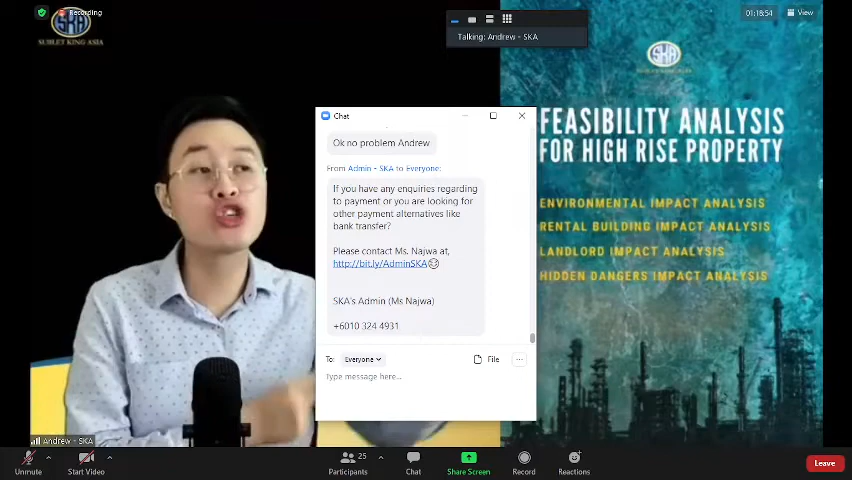 Recording
SKA
SUBLET KING ASIA
Talking: Andrew - SKA
01:18:54
View
SKA
FEASIBILITY ANALYSIS
FOR HIGH RISE PROPERTY
ENVIRONMENTAL IMPACT ANALYSIS
RENTAL BUILDING IMPACT ANALYSIS
LANDLORD IMPACT ANALYSIS
HIDDEN DANGERS IMPACT ANALYSIS
Chat
Ok no problem Andrew
From Admin - SKA to Everyone:
If you have any enquiries regarding
to payment or you are looking for
other payment alternatives like
bank transfer?
Please contact Ms. Najwa at,
http://bit.ly/AdminSKA
SKA's Admin (Ms Najwa)
+6010 324 4931
To: Everyone
File
Type message here...
Andrew - SKA
Unmute
Start Video
25
Participants
Chat
Share Screen
Record
Reactions
Leave